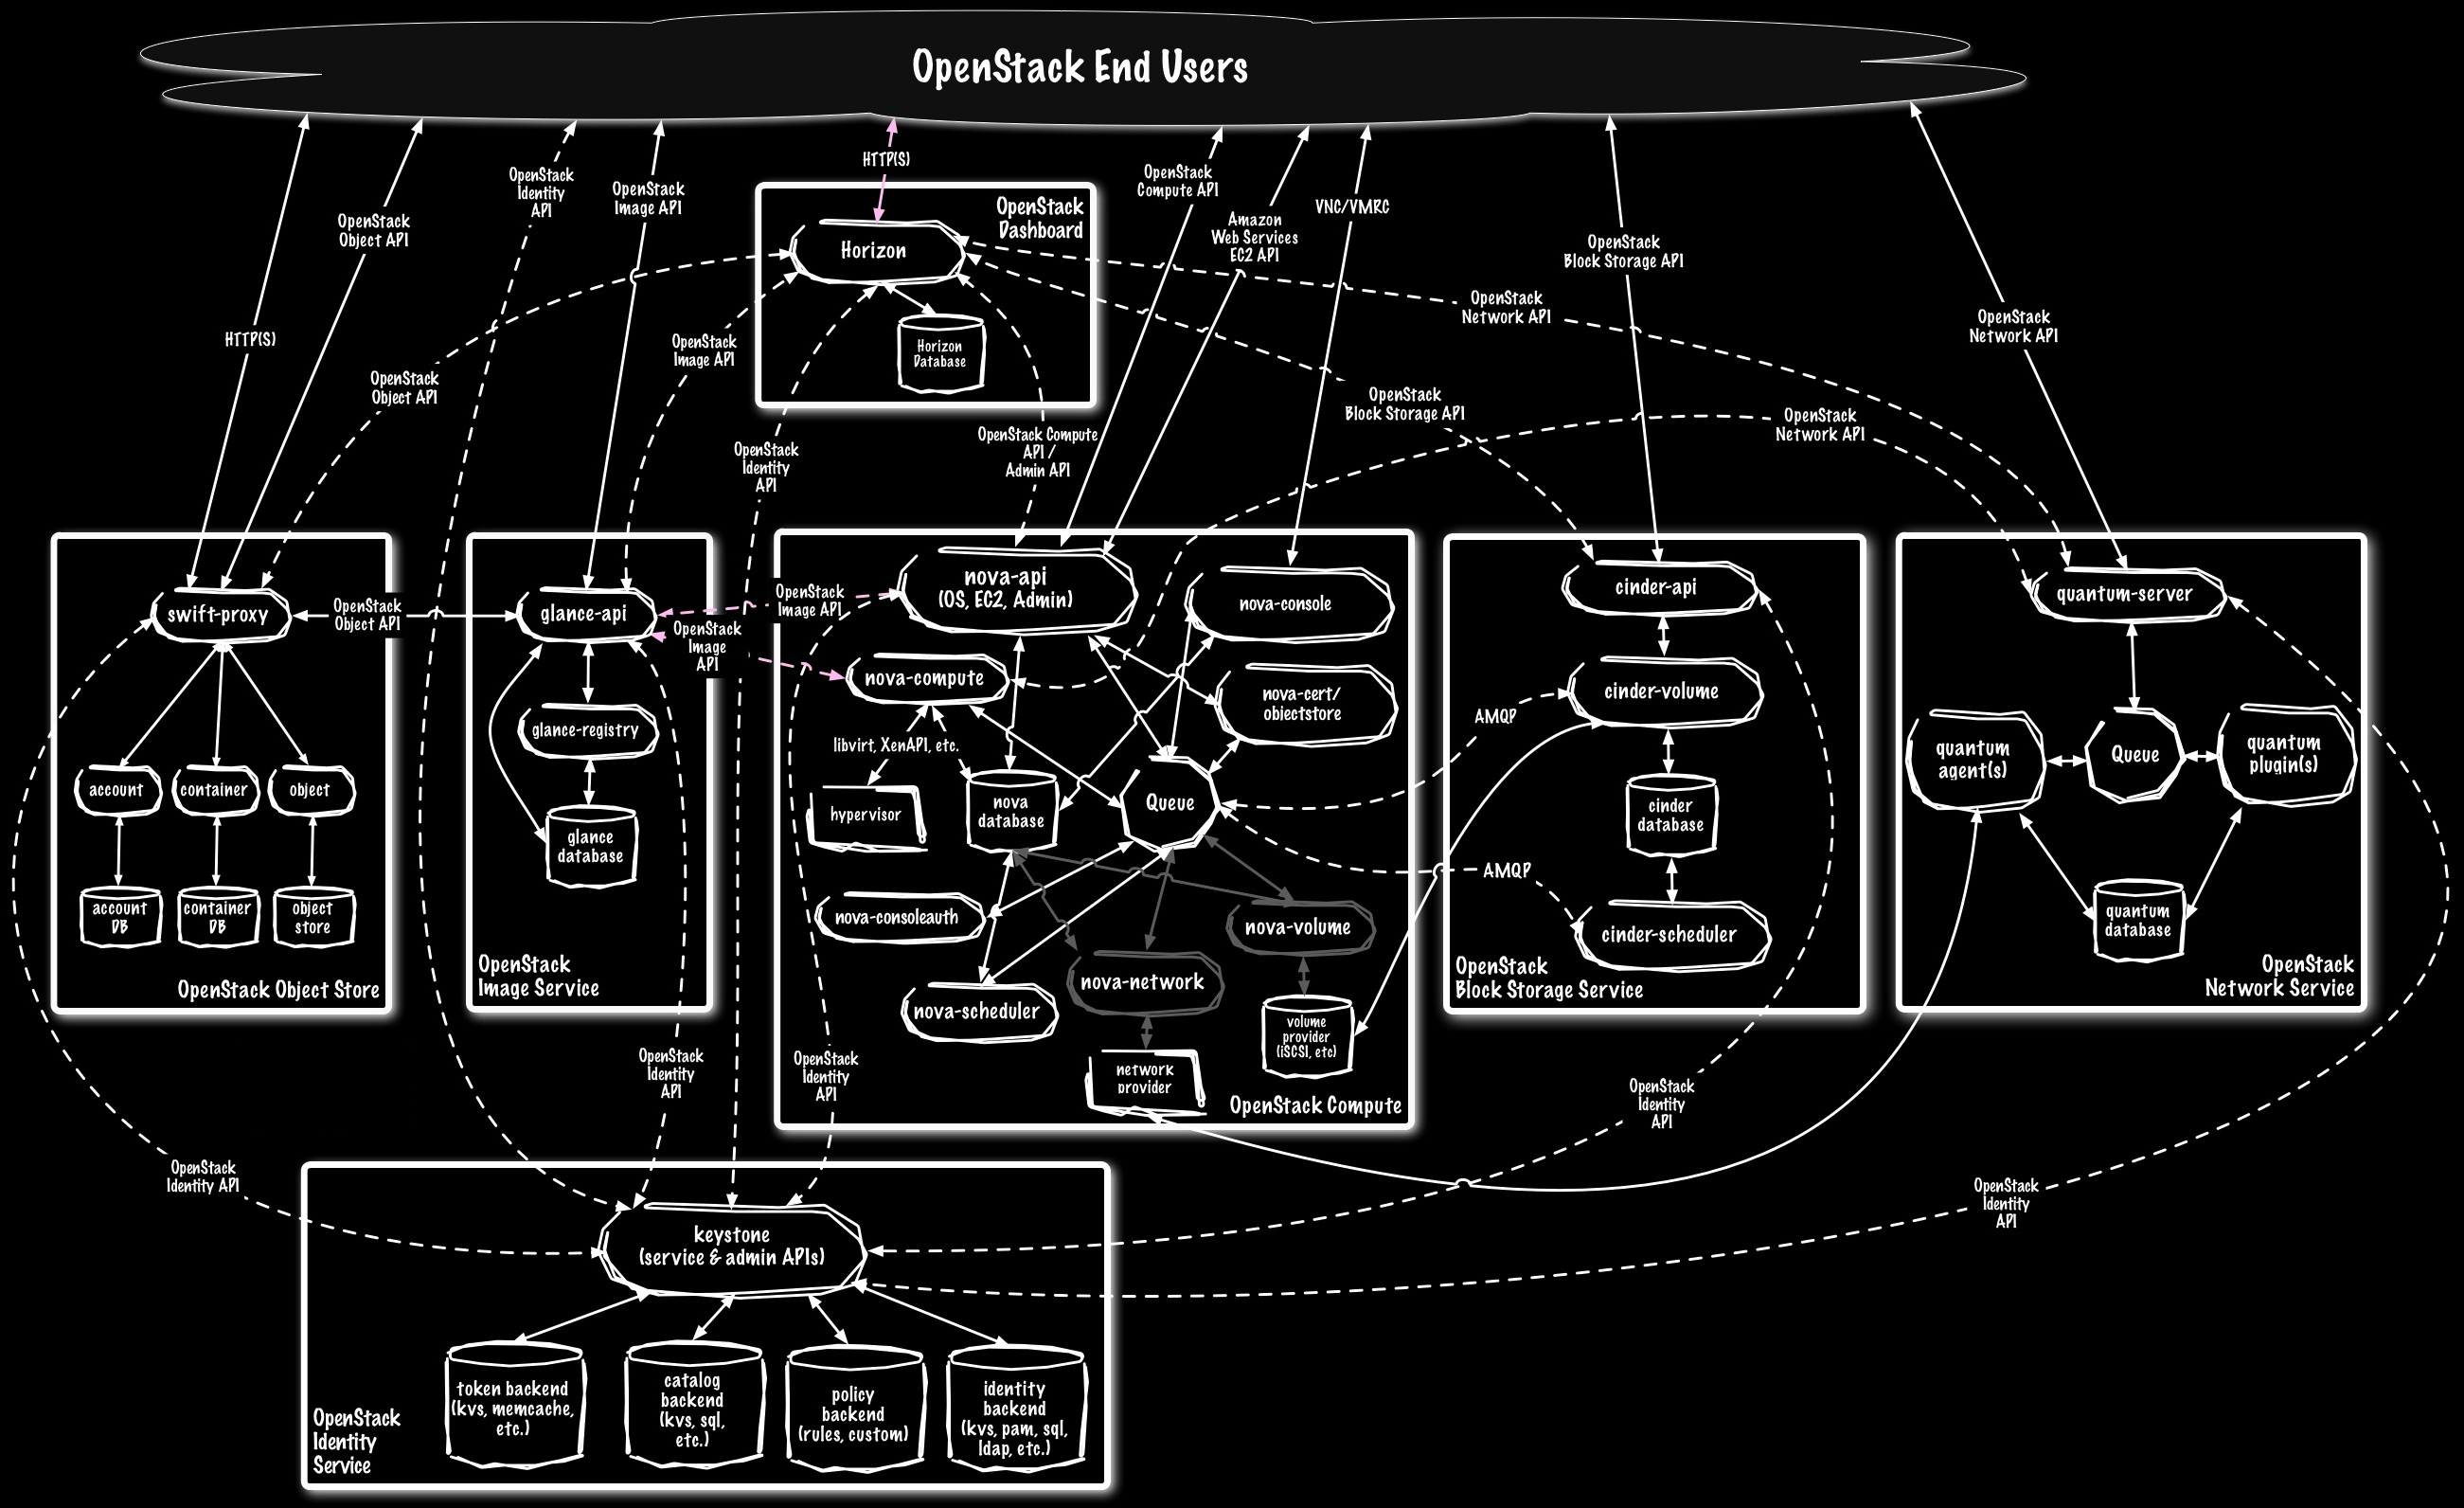 OpenStack End Users
HTTP(S)
OpenStack
Object API
OpenStack
Identity
API
OpenStack
Image API
HTTP(S)
OpenStack
Compute API
Amazon
Web Services
EC2 API
VNC/VMRC
OpenStack
Block Storage API
OpenStack
Network API
OpenStack
Dashboard
Horizon
Horizon
Database
OpenStack
Object API
OpenStack
Image API
OpenStack
Identity
API
OpenStack Compute
API /
Admin API
OpenStack
Network API
OpenStack
Block Storage API
OpenStack
Network API
swift-proxy
OpenStack
Object API
account
container
object
account
DB
container
DB
object
store
OpenStack Object Store
glance-api
glance-registry
glance
database
OpenStack
Image Service
OpenStack
Image API
OpenStack
Image
API
nova-api
(OS, EC2, Admin)
nova-console
nova-compute
nova-cert/
objectstore
libvirt, XenAPI, etc.
hypervisor
nova
database
Queue
nova-consoleauth
nova-volume
nova-network
nova-scheduler
volume
provider
(iSCSI, etc)
network
provider
OpenStack Compute
AMQP
AMQP
cinder-api
cinder-volume
cinder
database
cinder-scheduler
OpenStack
Block Storage Service
quantum-server
quantum
agent(s)
Queue
quantum
plugin(s)
quantum
database
OpenStack
Network Service
OpenStack
Identity API
OpenStack
Identity
API
OpenStack
Identity
API
OpenStack
Identity
API
OpenStack
Identity
API
keystone
(service & admin APIs)
token backend
(kvs, memcache,
etc.)
catalog
backend
(kvs, sql,
etc.)
policy
backend
(rules, custom)
identity
backend
(kvs, pam, sql,
ldap, etc.)
OpenStack
Identity
Service